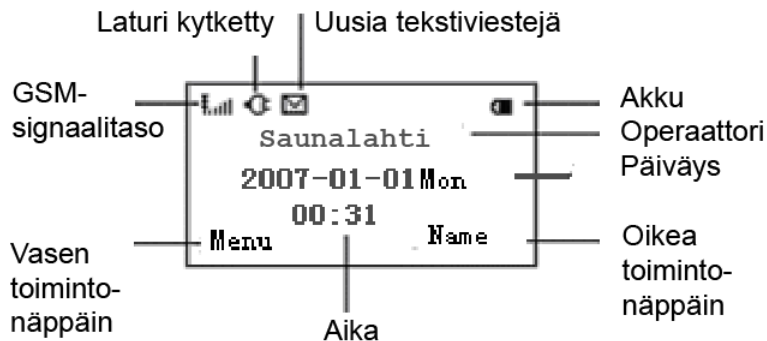 Laturi kytketty
Uusia tekstiviestejä
GSM-
signaalitaso
Akku
Operaattori
Päiväys
Saunalahti
2007-01-01Mon
00:31
Menu
Name
Vasen
toiminto-
näppäin
Aika
Oikea
toiminto-
näppäin